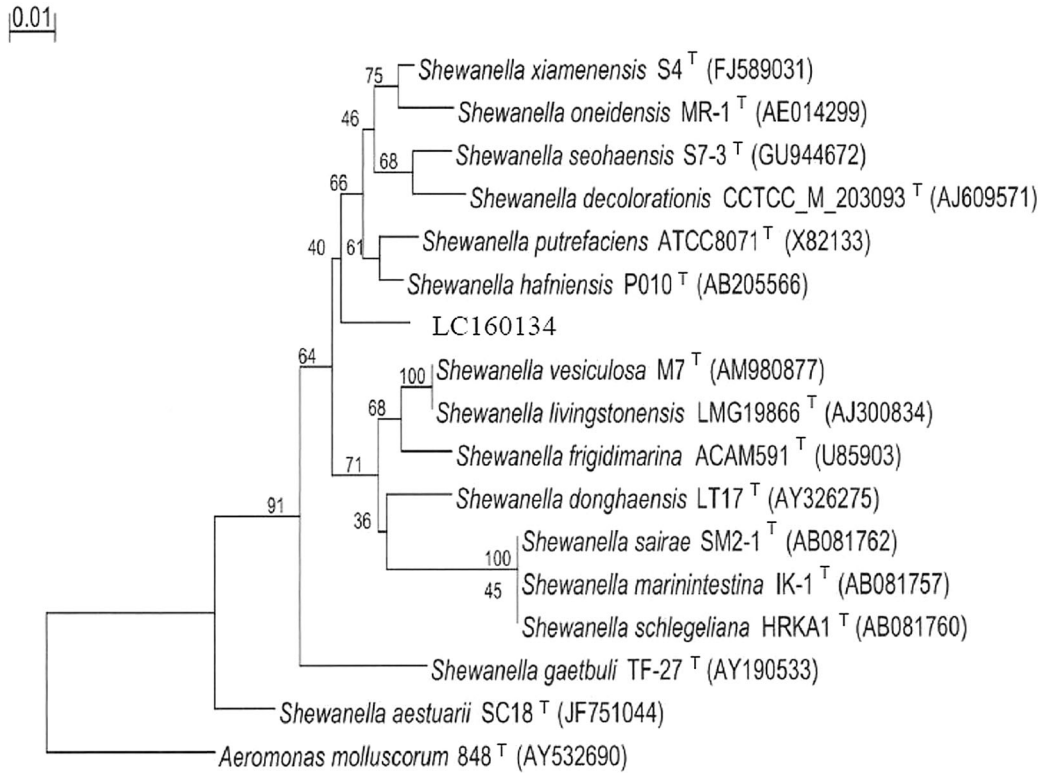 0.01
75
Shewanella xiamenensis S4 T (FJ589031)
Shewanella oneidensis MR-1 T (AE014299)
46
68
Shewanella seohaensis S7-3 T (GU944672)
66
Shewanella decolorationis CCTCC_M_203093 T (AJ609571)
40
61
Shewanella putrefaciens ATCC8071 T (X82133)
Shewanella hafniensis P010 T (AB205566)
LC160134
64
100
Shewanella vesiculosa M7 T (AM980877)
68
Shewanella livingstonensis LMG19866 T (AJ300834)
71
Shewanella frigidimarina ACAM591 T (U85903)
91
Shewanella donghaensis LT17 T (AY326275)
36
Shewanella sairae SM2-1 T (AB081762)
100
45
Shewanella marinintestina IK-1 T (AB081757)
Shewanella schlegeliana HRKA1 T (AB081760)
Shewanella gaetbuli TF-27 T (AY190533)
Shewanella aestuarii SC18 T (JF751044)
Aeromonas molluscorum 848 T (AY532690)